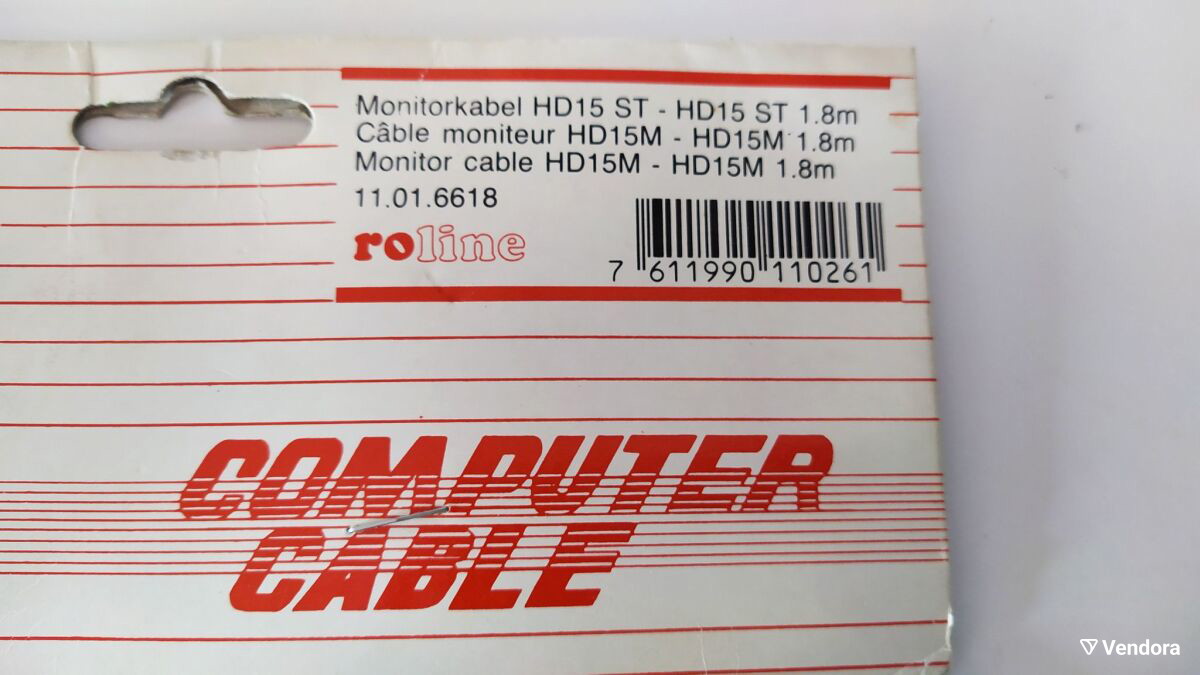 Monitorkabel HD15 ST - HD15 ST 1.8m
Câble moniteur HD15M - HD15M 1.8m
Monitor cable HD15M - HD15M 1.8m
11.01.6618
roline
7 611990 110261
COMPUTER
CABLE
Vendora